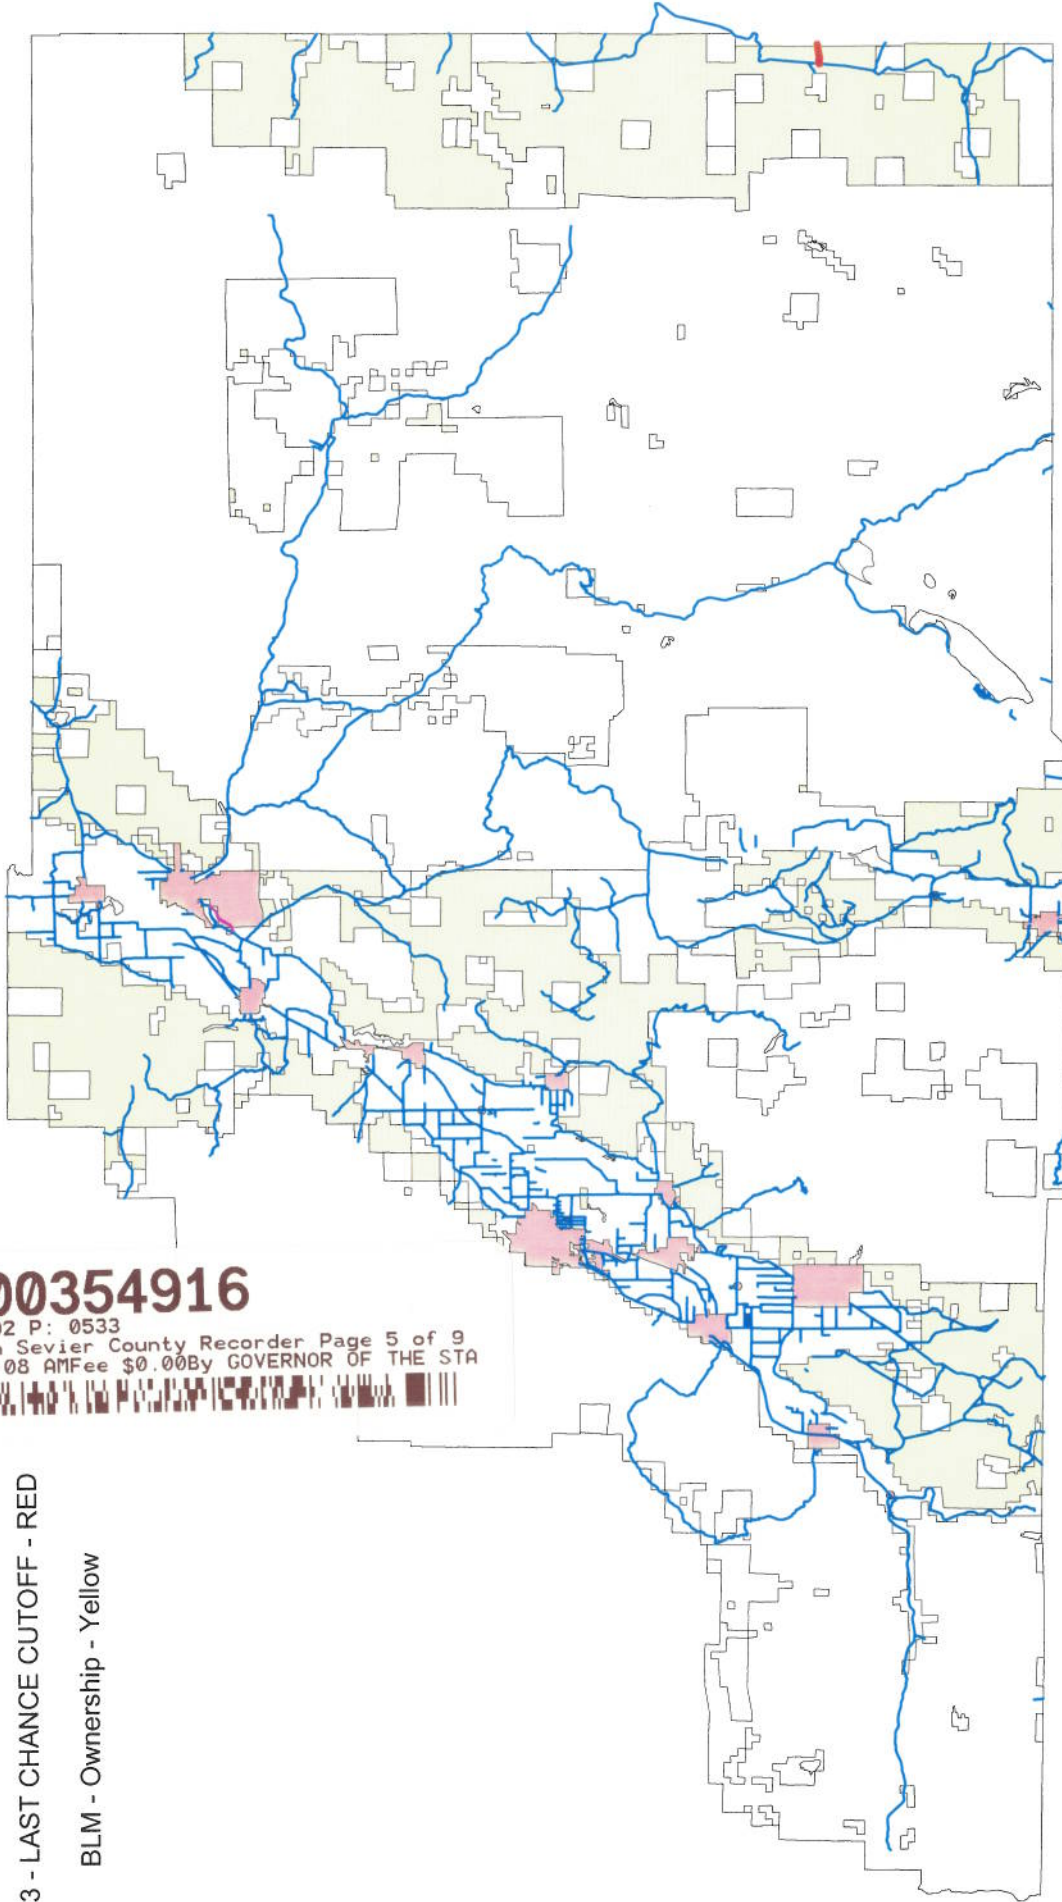 00354916
02 P: 0533
Sevier County Recorder Page 5 of 9
08 AMFee $0.00By GOVERNOR OF THE STA
3 - LAST CHANCE CUTOFF - RED
BLM - Ownership - Yellow